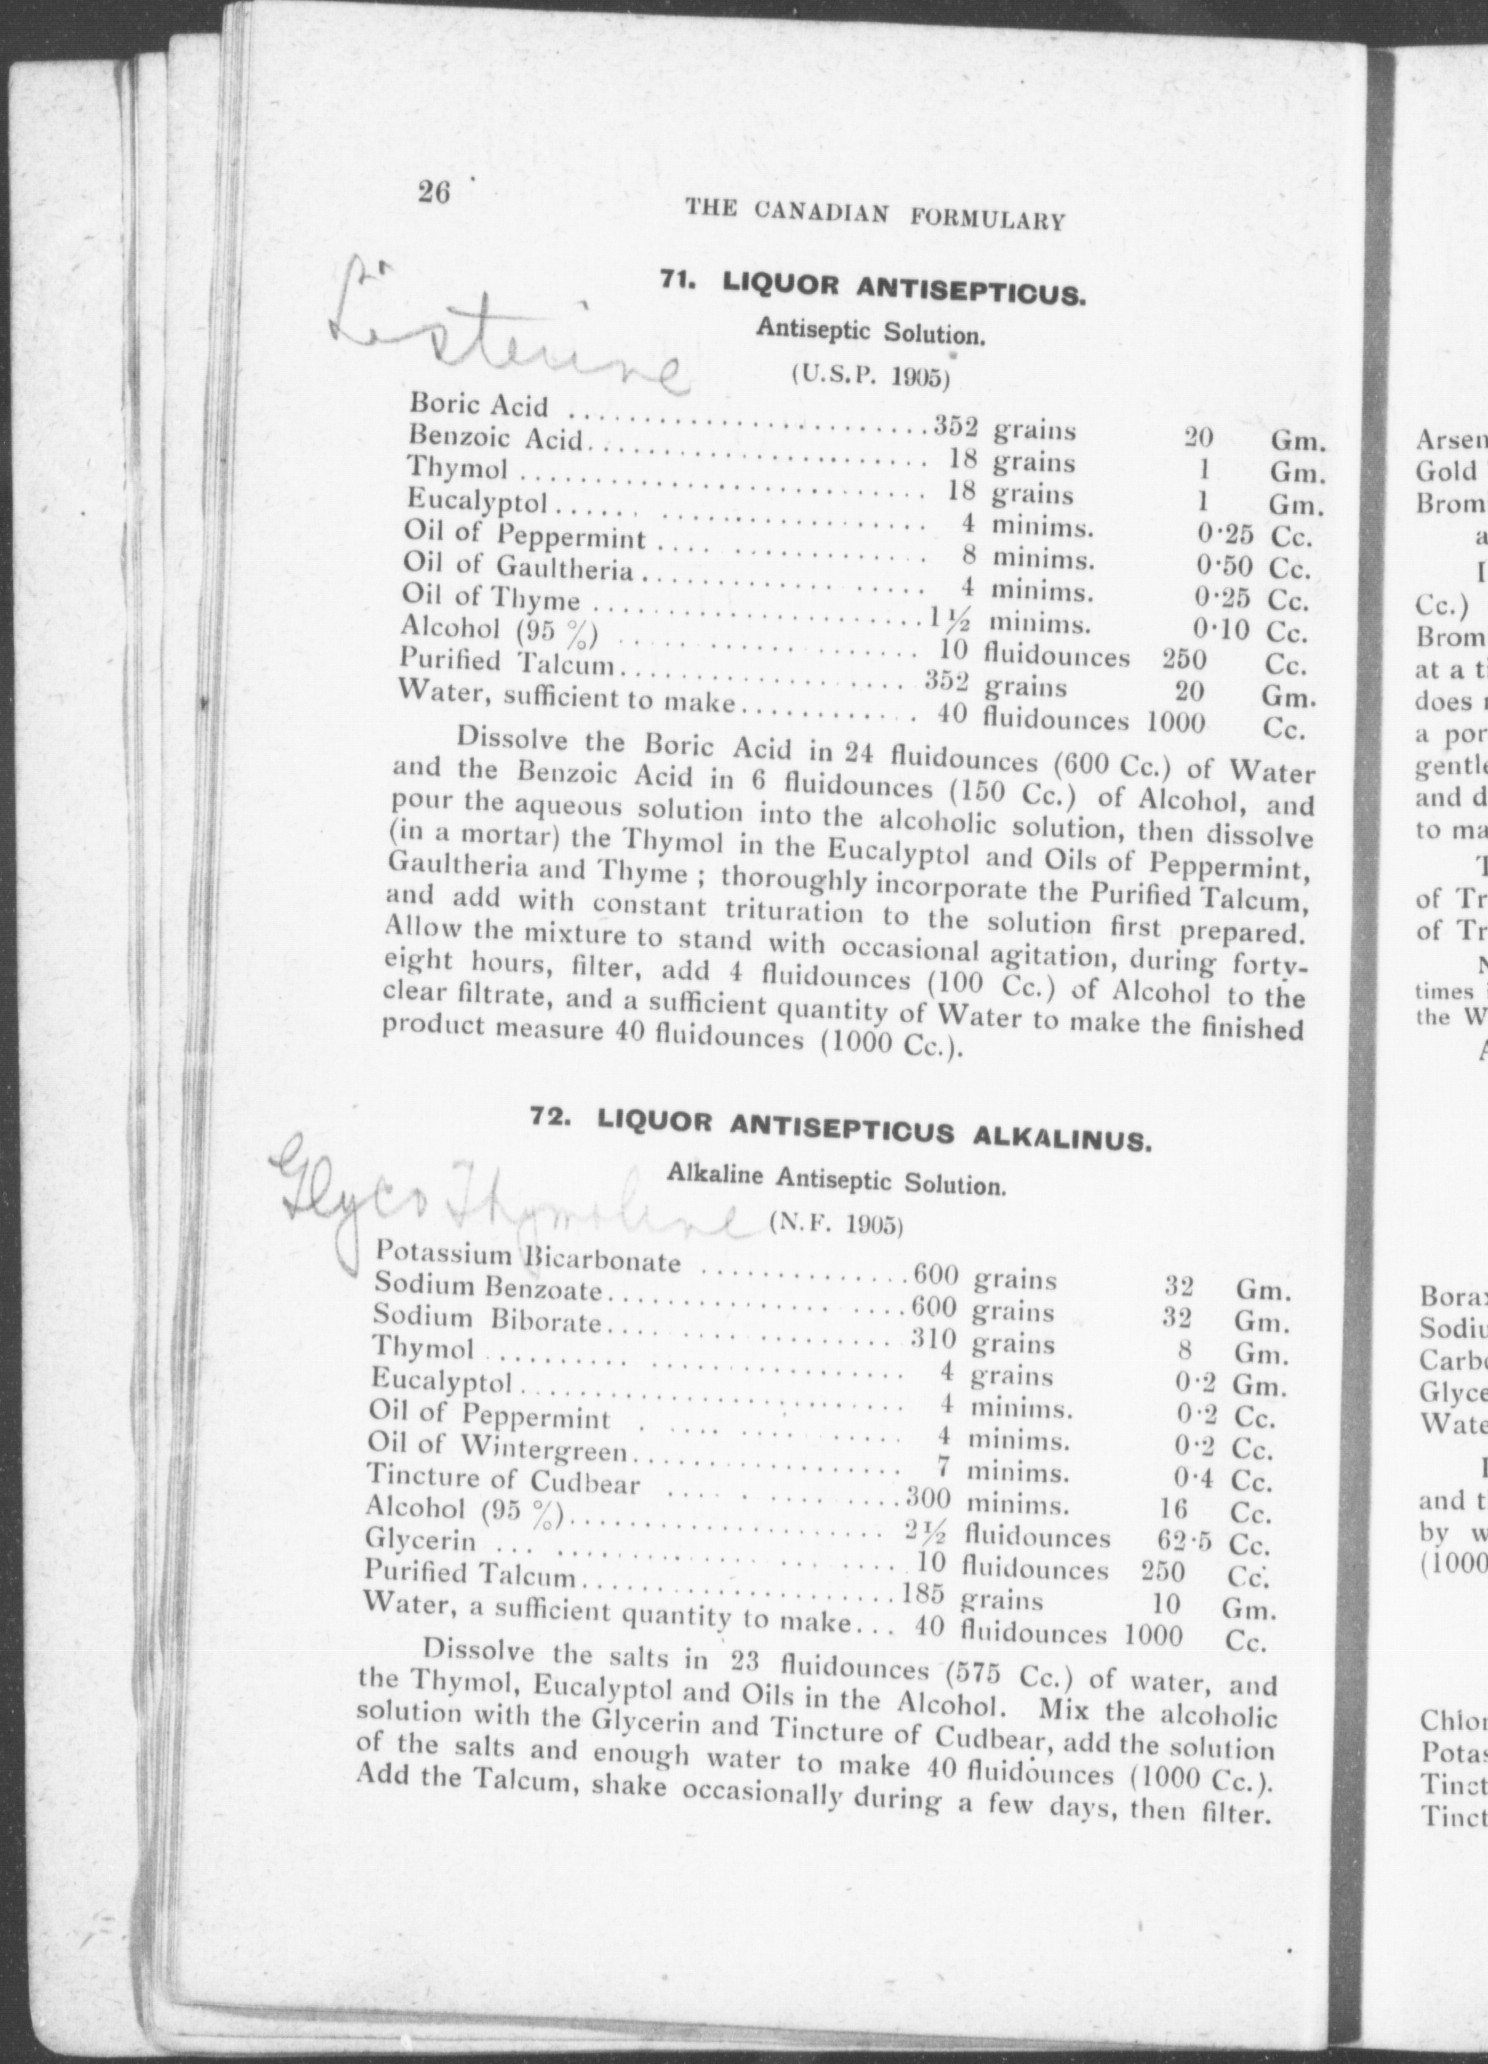 26
THE CANADIAN FORMULARY
71. LIQUOR ANTISEPTICUS.
Listerine
Antiseptic Solution.
(U.S.P. 1905)
Boric Acid ........................352 grains 20 Gm.
Benzoic Acid....................... 18 grains 1 Gm.
Thymol ........................... 18 grains 1 Gm.
Eucalyptol...... .................. 4 minims. 0·25 Cc.
Oil of Peppermint .... ............. 8 minims. 0·50 Cc.
Oil of Gaultheria................... 4 minims. 0·25 Cc.
Oil of Thyme ......................1½ minims. 0·10 Cc.
Alcohol (95 %) .................... 10 fluidounces 250 Cc.
Purified Talcum................... 352 grains 20 Gm.
Water, sufficient to make............ 40 fluidounces 1000 Cc.
Dissolve the Boric Acid in 24 fluidounces (600 Cc.) of Water
and the Benzoic Acid in 6 fluidounces (150 Cc.) of Alcohol, and
pour the aqueous solution into the alcoholic solution, then dissolve
(in a mortar) the Thymol in the Eucalyptol and Oils of Peppermint,
Gaultheria and Thyme ; thoroughly incorporate the Purified Talcum,
and add with constant trituration to the solution first prepared.
Allow the mixture to stand with occasional agitation, during forty-
eight hours, filter, add 4 fluidounces (100 Cc.) of Alcohol to the
clear filtrate, and a sufficient quantity of Water to make the finished
product measure 40 fluidounces (1000 Cc.).
72. LIQUOR ANTISEPTICUS ALKALINUS.
Glyco Thymoline
Alkaline Antiseptic Solution.
(N.F. 1905)
Potassium Bicarbonate ..............600 grains 32 Gm.
Sodium Benzoate................ ....600 grains 32 Gm.
Sodium Biborate................... 310 grains 8 Gm.
Thymol ......... ................. 4 grains 0·2 Gm.
Eucalyptol......................... 4 minims. 0·2 Cc.
Oil of Peppermint . .... .......... 4 minims. 0·2 Cc.
Oil of Wintergreen.................. 7 minims. 0·4 Cc.
Tincture of Cudbear .... . .. .....300 minims. 16 Cc.
Alcohol (95 %)..................... 2½ fluidounces 62·5 Cc.
Glycerin ... ...................... 10 fluidounces 250 Cc.
Purified Talcum.....................185 grains 10 Gm.
Water, a sufficient quantity to make... 40 fluidounces 1000 Cc.
Dissolve the salts in 23 fluidounces (575 Cc.) of water, and
the Thymol, Eucalyptol and Oils in the Alcohol. Mix the alcoholic
solution with the Glycerin and Tincture of Cudbear, add the solution
of the salts and enough water to make 40 fluidounces (1000 Cc.).
Add the Talcum, shake occasionally during a few days, then filter.
Gold
Cc.)
at a
does
a
and
to
of
of
times
the
and
by
(1000